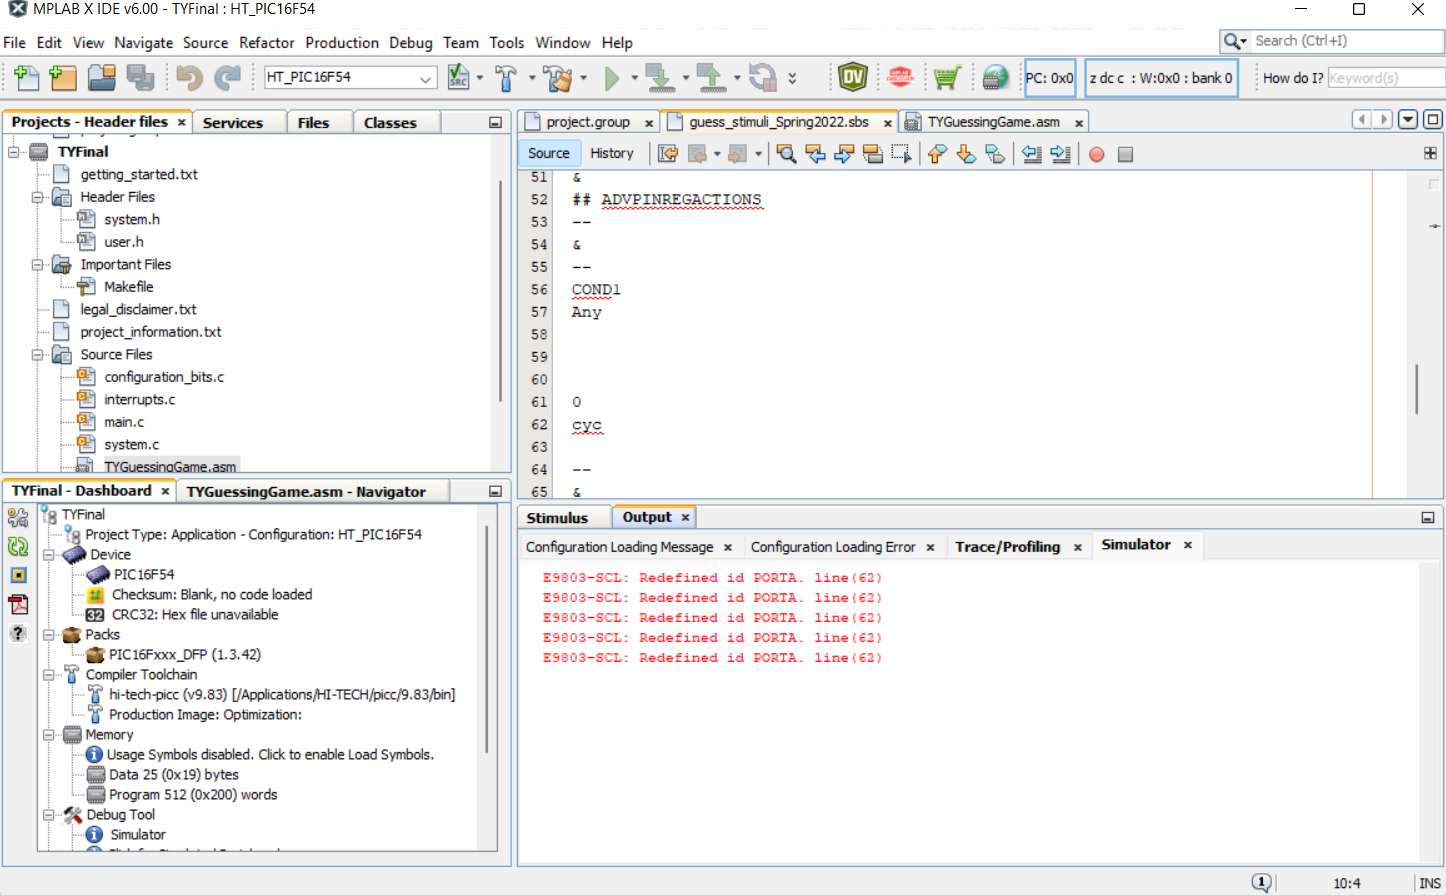 MPLAB X IDE v6.00 - TYFinal : HT_PIC16F54
File Edit View Navigate Source Refactor Production Debug Team Tools Window Help
Search (Ctrl+I)
HT_PIC16F54
SRC
DV
PC: 0x0
z dc c : W:0x0 : bank 0
How do I? Keyword(s)
Projects - Header files × Services Files Classes
TYFinal
getting_started.txt
Header Files
system.h
user.h
Important Files
Makefile
legal_disclaimer.txt
project_information.txt
Source Files
configuration_bits.c
interrupts.c
main.c
system.c
TYGuessingGame.asm
project.group × guess_stimuli_Spring2022.sbs × TYGuessingGame.asm ×
Source History
51 &
52 ## ADVPINREGACTIONS
53 --
54 &
55 --
56 COND1
57 Any
58
59
60
61 0
62 cyc
63
64 --
65 &
TYFinal - Dashboard × TYGuessingGame.asm - Navigator
TYFinal
Project Type: Application - Configuration: HT_PIC16F54
Device
PIC16F54
Checksum: Blank, no code loaded
32 CRC32: Hex file unavailable
Packs
PIC16Fxxx_DFP (1.3.42)
Compiler Toolchain
hi-tech-picc (v9.83) [/Applications/HI-TECH/picc/9.83/bin]
Production Image: Optimization:
Memory
Usage Symbols disabled. Click to enable Load Symbols.
Data 25 (0x19) bytes
Program 512 (0x200) words
Debug Tool
Simulator
Stimulus Output ×
Configuration Loading Message × Configuration Loading Error × Trace/Profiling × Simulator ×
E9803-SCL: Redefined id PORTA. line(62)
E9803-SCL: Redefined id PORTA. line(62)
E9803-SCL: Redefined id PORTA. line(62)
E9803-SCL: Redefined id PORTA. line(62)
E9803-SCL: Redefined id PORTA. line(62)
1 10:4 INS